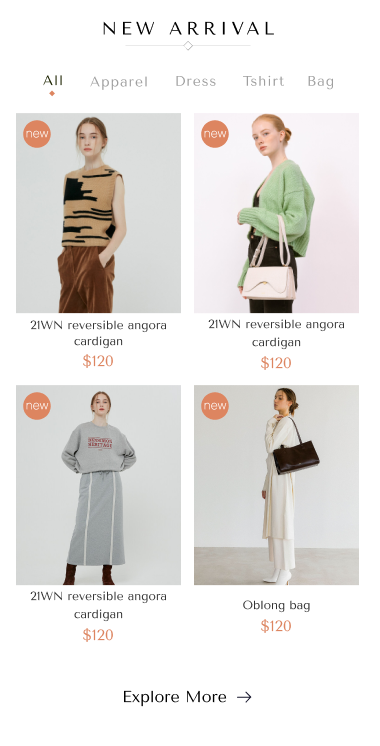 NEW ARRIVAL
All Apparel Dress Tshirt Bag
new
new
21WN reversible angora
cardigan
$120
21WN reversible angora
cardigan
$120
new
new
21WN reversible angora
cardigan
$120
Oblong bag
$120
Explore More